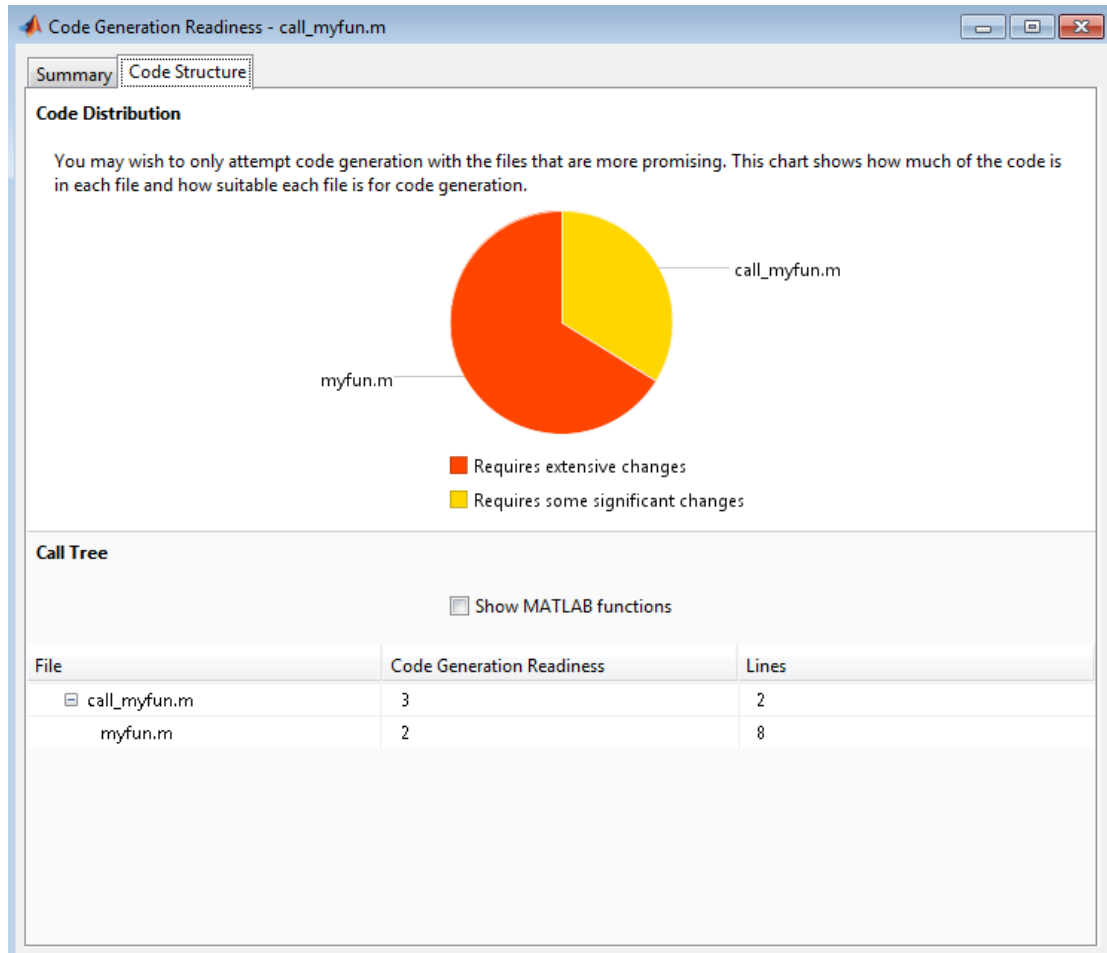 Code Generation Readiness - call_myfun.m
Summary Code Structure
Code Distribution
You may wish to only attempt code generation with the files that are more promising. This chart shows how much of the code is
in each file and how suitable each file is for code generation.
call_myfun.m
myfun.m
Requires extensive changes
Requires some significant changes
Call Tree
Show MATLAB functions
File Code Generation Readiness Lines
call_myfun.m 3 2
myfun.m 2 8